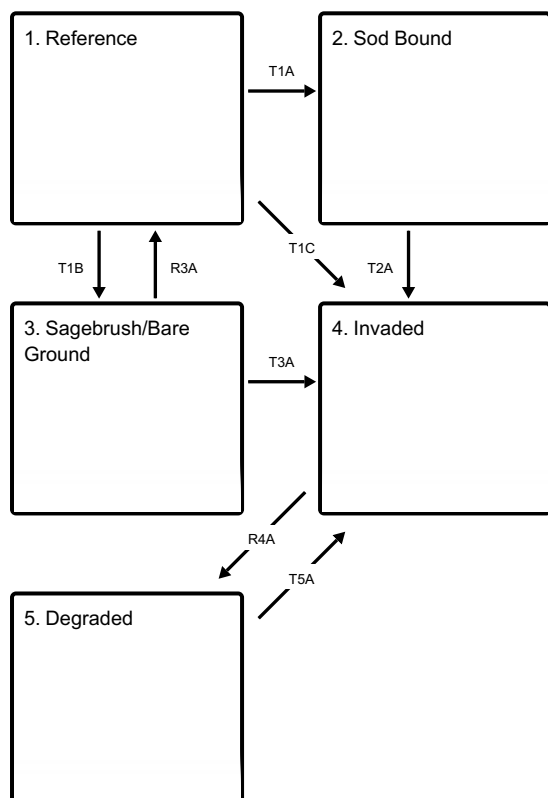 1. Reference
2. Sod Bound
T1A
T1C
T1B
R3A
T2A
3. Sagebrush/Bare
Ground
4. Invaded
T3A
R4A
T5A
5. Degraded